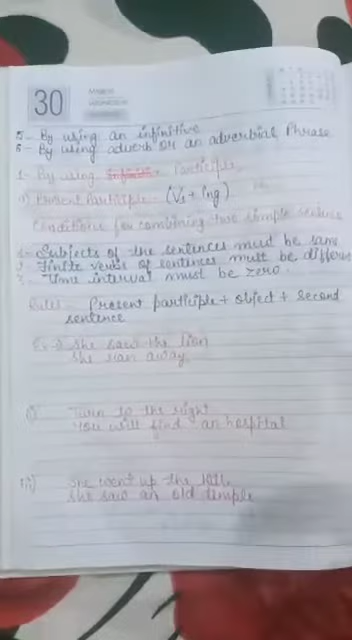 30
5- By using an infinitive
6- By using adverb or an adverbial Phrase
1- By using Participle
Present Participle - (V₁ + ing)
Conditions for combining two simple sentence
1- Subjects of the sentences must be same
2- Finite verbs of sentences must be different
3- Time interval must be zero.
Rules - Present participle + object + second
sentence
Ex- i) She saw the lion
She ran away
ii) Turn to the right
You will find an hospital
iii) She went up the hill
She saw an old temple